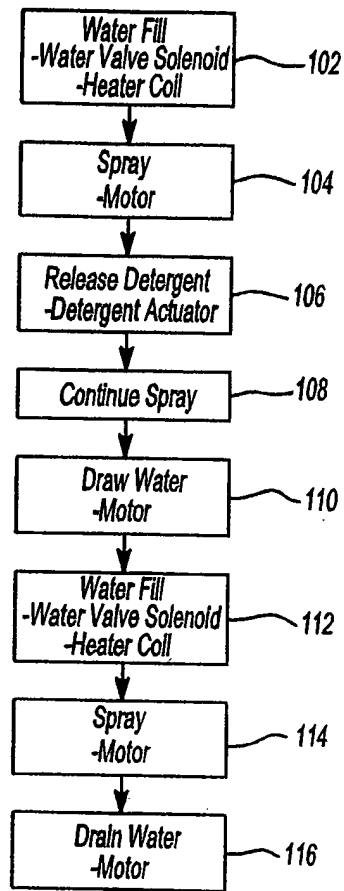 Water Fill
-Water Valve Solenoid
-Heater Coil
102
Spray
-Motor
104
Release Detergent
-Detergent Actuator
106
Continue Spray
108
Draw Water
-Motor
110
Water Fill
-Water Valve Solenoid
-Heater Coil
112
Spray
-Motor
114
Drain Water
-Motor
116